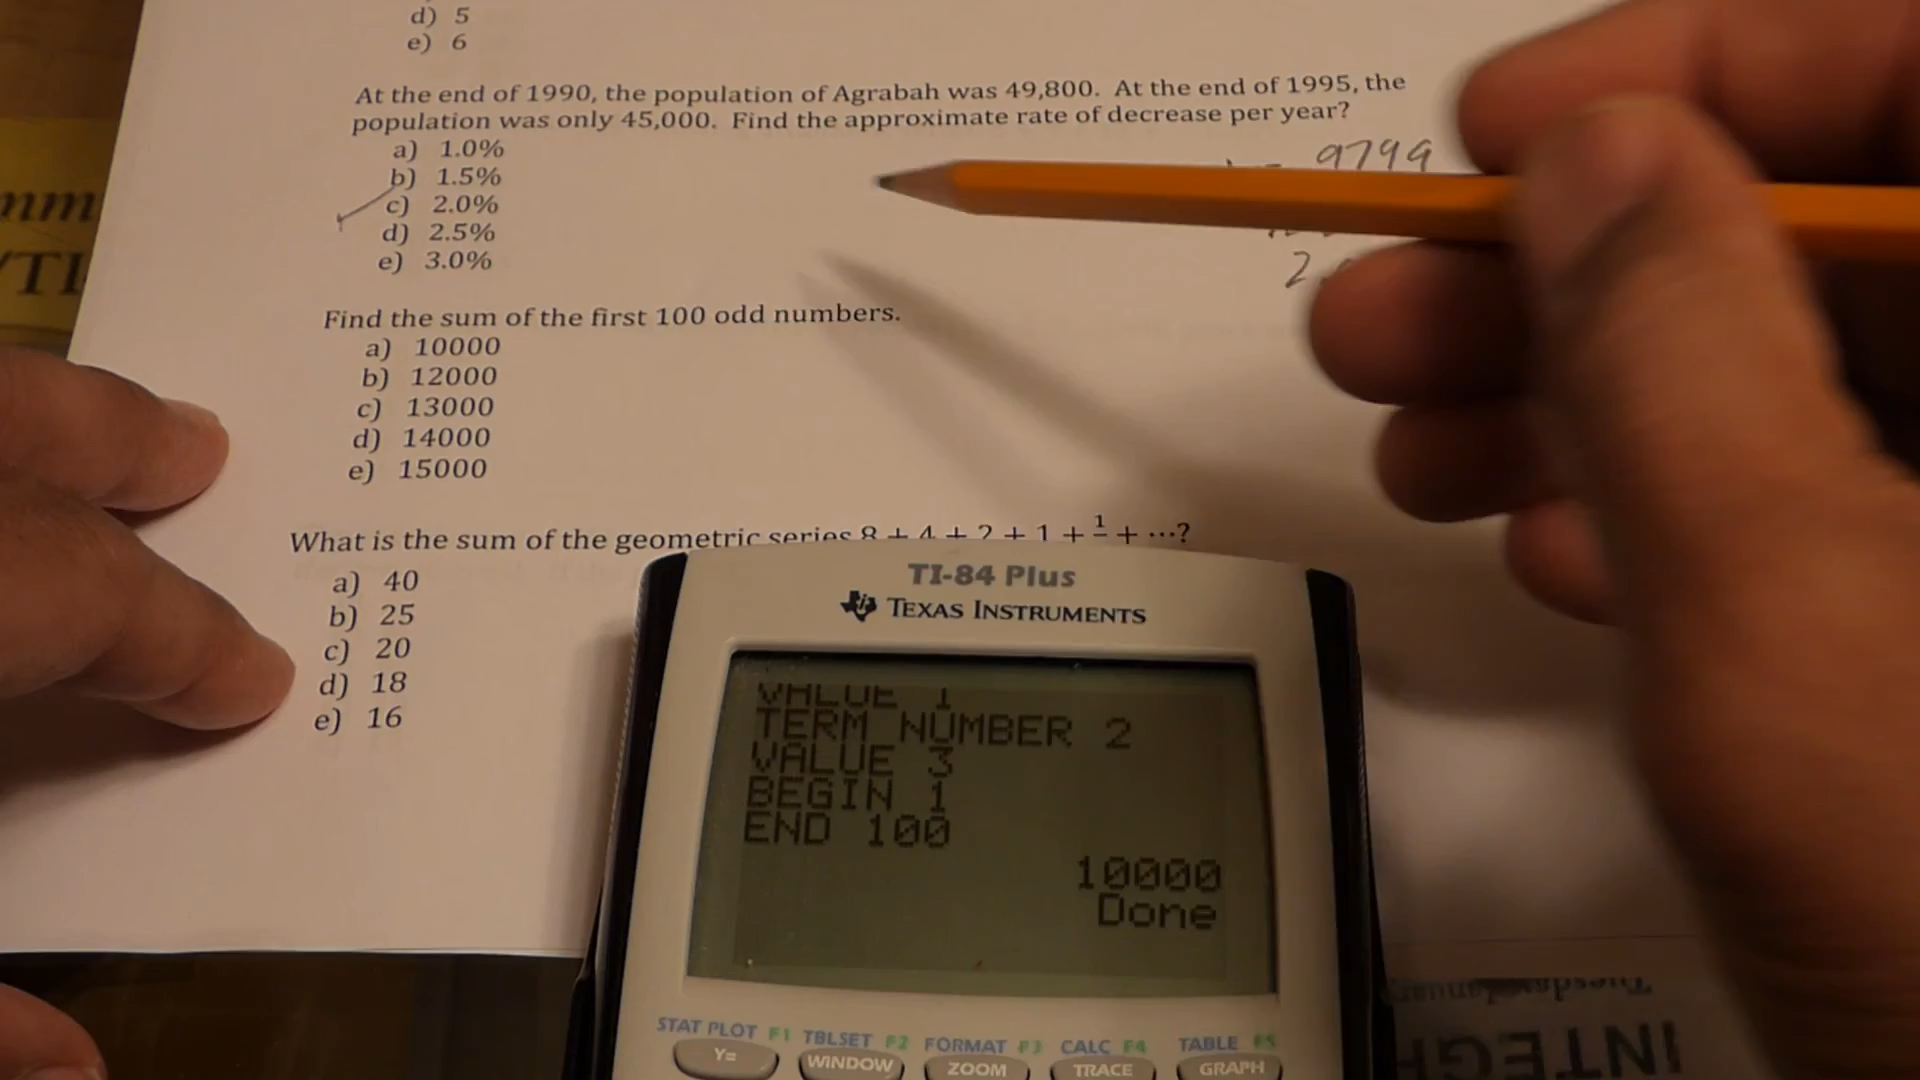 d) 5
e) 6
At the end of 1990, the population of Agrabah was 49,800. At the end of 1995, the
population was only 45,000. Find the approximate rate of decrease per year?
a) 1.0%
b) 1.5%
c) 2.0%
d) 2.5%
e) 3.0%
9799
2.
Find the sum of the first 100 odd numbers.
a) 10000
b) 12000
c) 13000
d) 14000
e) 15000
What is the sum of the geometric series 8 + 4 + 2 + 1 + 1 + ⋯?
a) 40
b) 25
c) 20
d) 18
e) 16
TI-84 Plus
TEXAS INSTRUMENTS
VALUE 1
TERM NUMBER 2
VALUE 3
BEGIN 1
END 100
10000
Done
STAT PLOT F1 TBLSET F2 FORMAT F3 CALC F4 TABLE F5
Y= WINDOW ZOOM TRACE GRAPH